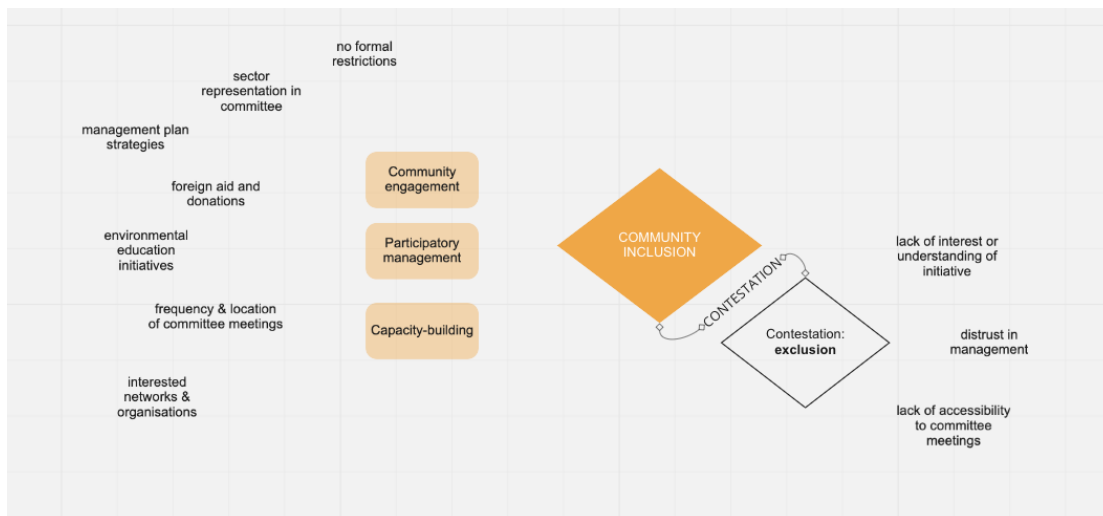 no formal
restrictions
sector
representation in
committee
management plan
strategies
foreign aid and
donations
environmental
education
initiatives
frequency & location
of committee meetings
interested
networks &
organisations
Community
engagement
Participatory
management
Capacity-building
COMMUNITY
INCLUSION
CONTESTATION
Contestation:
exclusion
lack of interest or
understanding of
initiative
distrust in
management
lack of accessibility
to committee
meetings